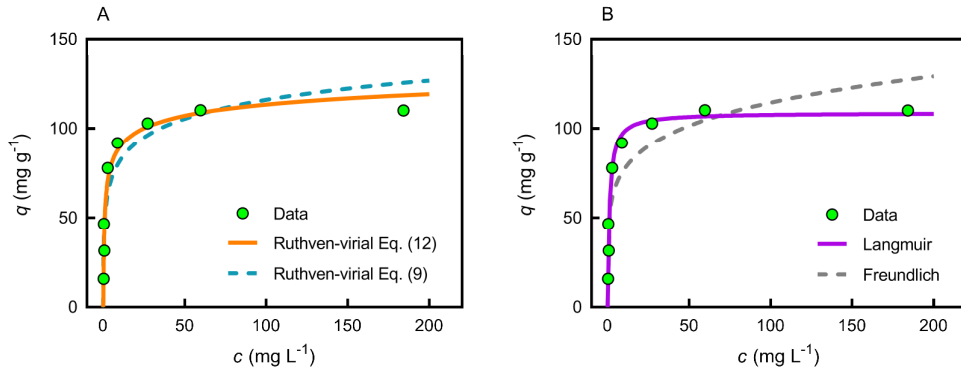 A
150
100
50
0
q (mg g⁻¹)
Data
Ruthven-virial Eq. (12)
Ruthven-virial Eq. (9)
0
50
100
150
200
c (mg L⁻¹)
B
150
100
50
0
q (mg g⁻¹)
Data
Langmuir
Freundlich
0
50
100
150
200
c (mg L⁻¹)